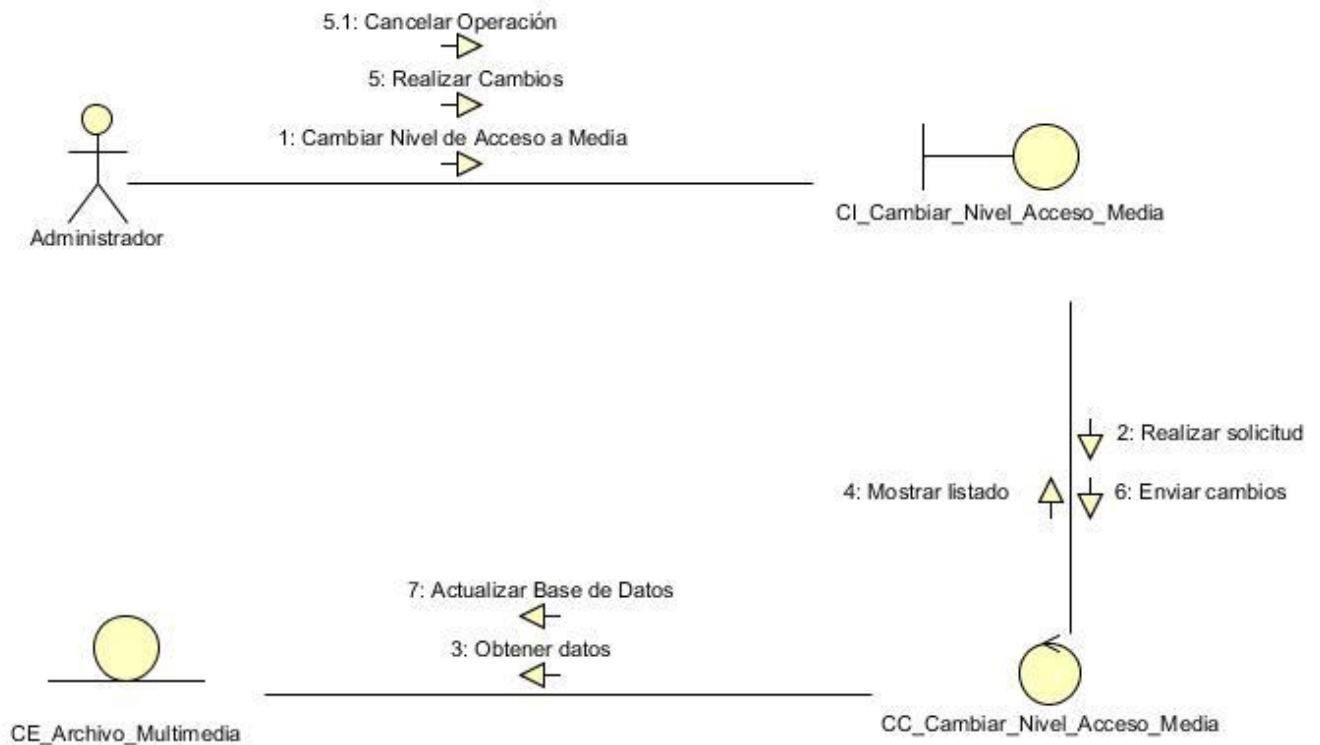 5.1: Cancelar Operación
5: Realizar Cambios
1: Cambiar Nivel de Acceso a Media
Administrador
CI_Cambiar_Nivel_Acceso_Media
2: Realizar solicitud
4: Mostrar listado
6: Enviar cambios
7: Actualizar Base de Datos
3: Obtener datos
CE_Archivo_Multimedia
CC_Cambiar_Nivel_Acceso_Media